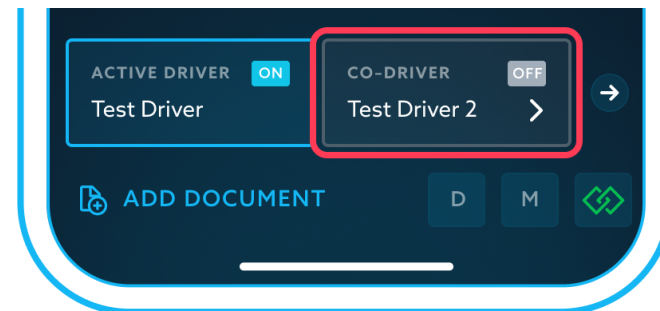 ACTIVE DRIVER ON
Test Driver
CO-DRIVER OFF
Test Driver 2
ADD DOCUMENT
D
M